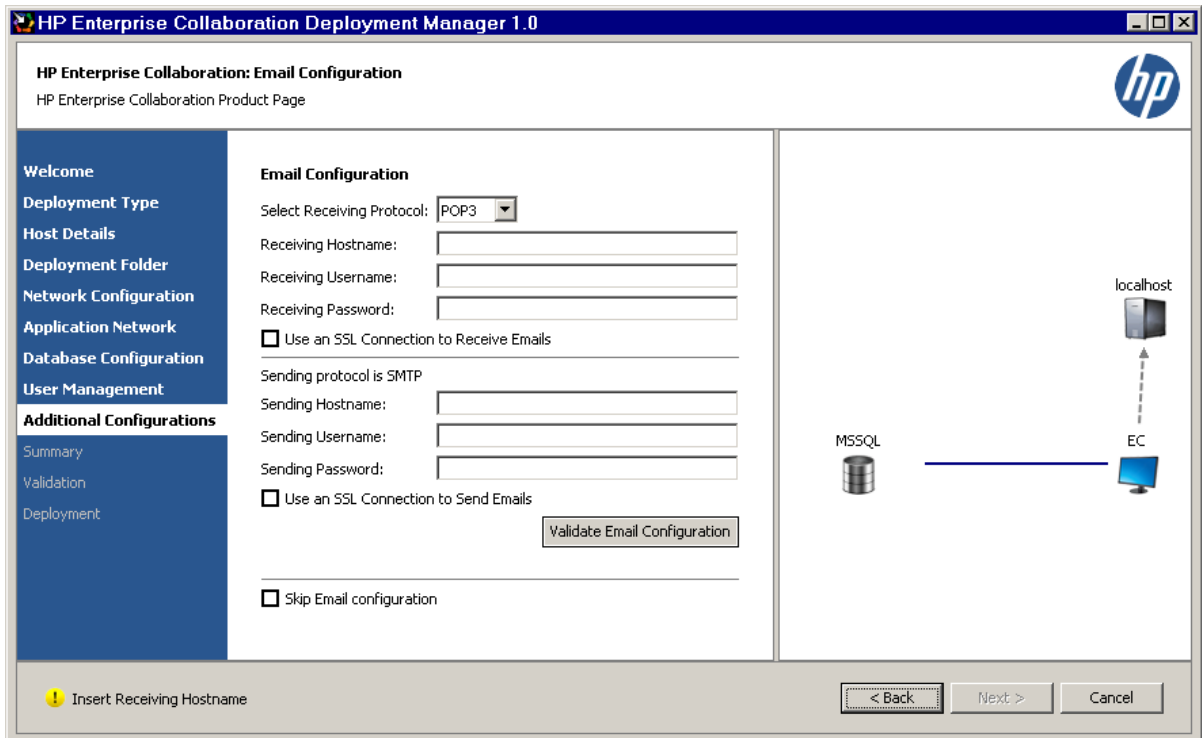 HP Enterprise Collaboration Deployment Manager 1.0
HP Enterprise Collaboration: Email Configuration
HP Enterprise Collaboration Product Page
hp
Welcome
Deployment Type
Host Details
Deployment Folder
Network Configuration
Application Network
Database Configuration
User Management
Additional Configurations
Summary
Validation
Deployment
Email Configuration
Select Receiving Protocol: POP3
Receiving Hostname:
Receiving Username:
Receiving Password:
Use an SSL Connection to Receive Emails
Sending protocol is SMTP
Sending Hostname:
Sending Username:
Sending Password:
Use an SSL Connection to Send Emails
Validate Email Configuration
Skip Email configuration
localhost
MSSQL
EC
Insert Receiving Hostname
< Back
Next >
Cancel